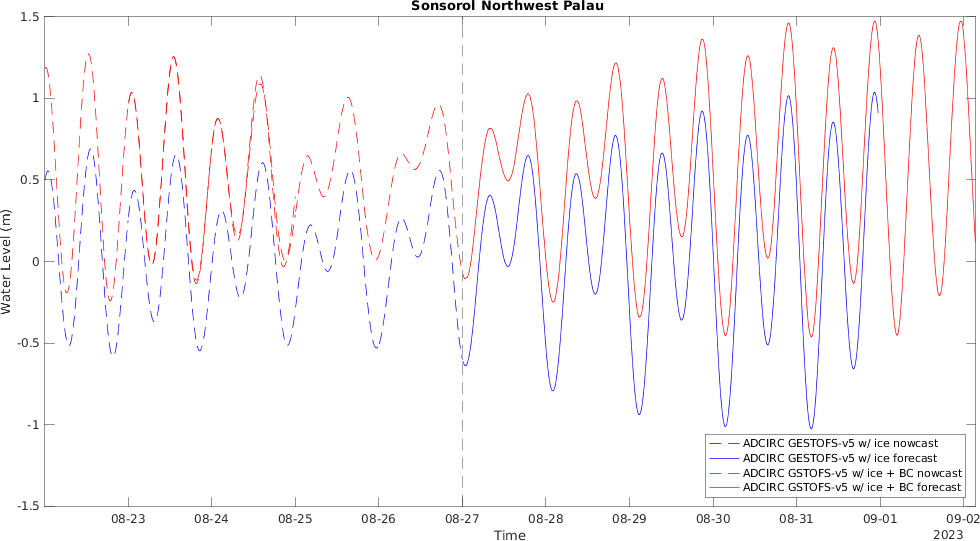 Sonsorol Northwest Palau
1.5
1
0.5
0
-0.5
-1
-1.5
Water Level (m)
08-23 08-24 08-25 08-26 08-27 08-28 08-29 08-30 08-31 09-01 09-02
Time
2023
ADCIRC GESTOFS-v5 w/ ice nowcast
ADCIRC GESTOFS-v5 w/ ice forecast
ADCIRC GSTOFS-v5 w/ ice + BC nowcast
ADCIRC GSTOFS-v5 w/ ice + BC forecast